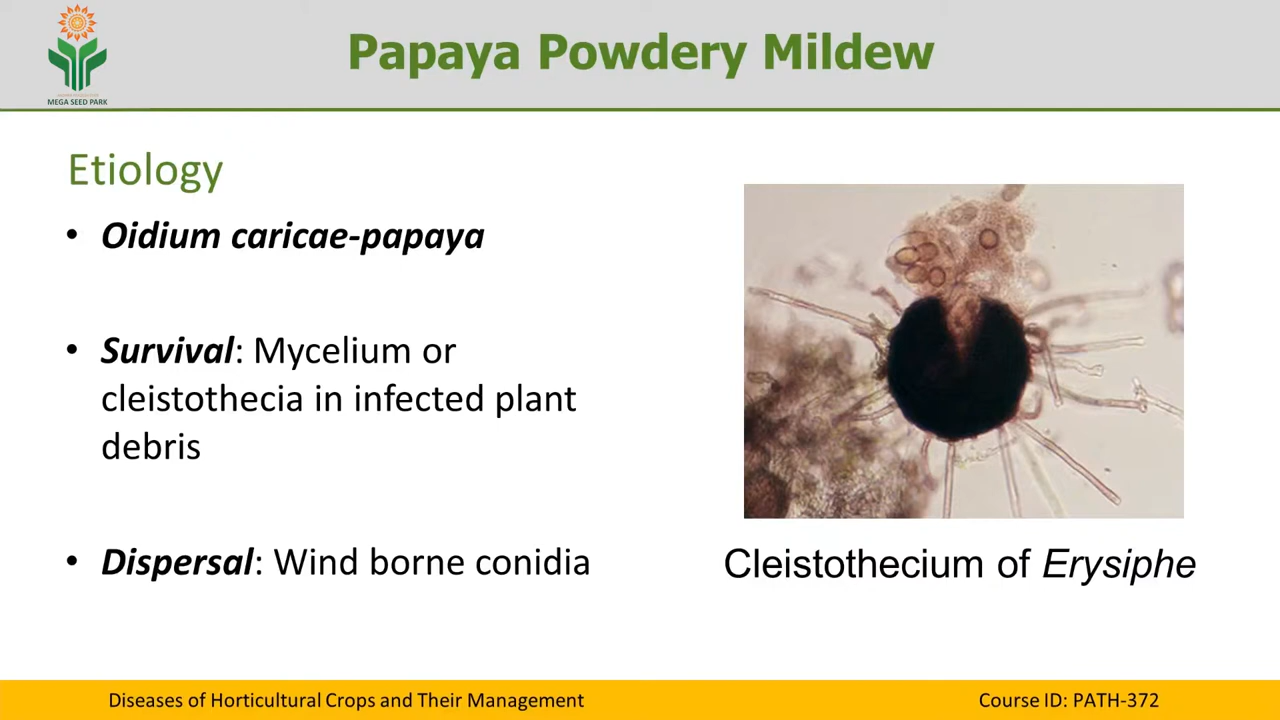 Papaya Powdery Mildew
MEGA SEED PARK
Etiology
• Oidium caricae-papaya
• Survival: Mycelium or
cleistothecia in infected plant
debris
• Dispersal: Wind borne conidia
Cleistothecium of Erysiphe
Diseases of Horticultural Crops and Their Management
Course ID: PATH-372